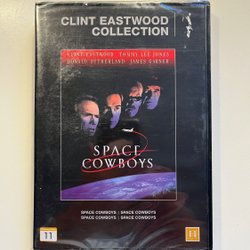 CLINT EASTWOOD
COLLECTION
CLINT EASTWOOD TOMMY LEE JONES
DONALD SUTHERLAND JAMES GARNER
SPACE
COWBOYS
SPACE COWBOYS | SPACE COWBOYS
SPACE COWBOYS | SPACE COWBOYS
11